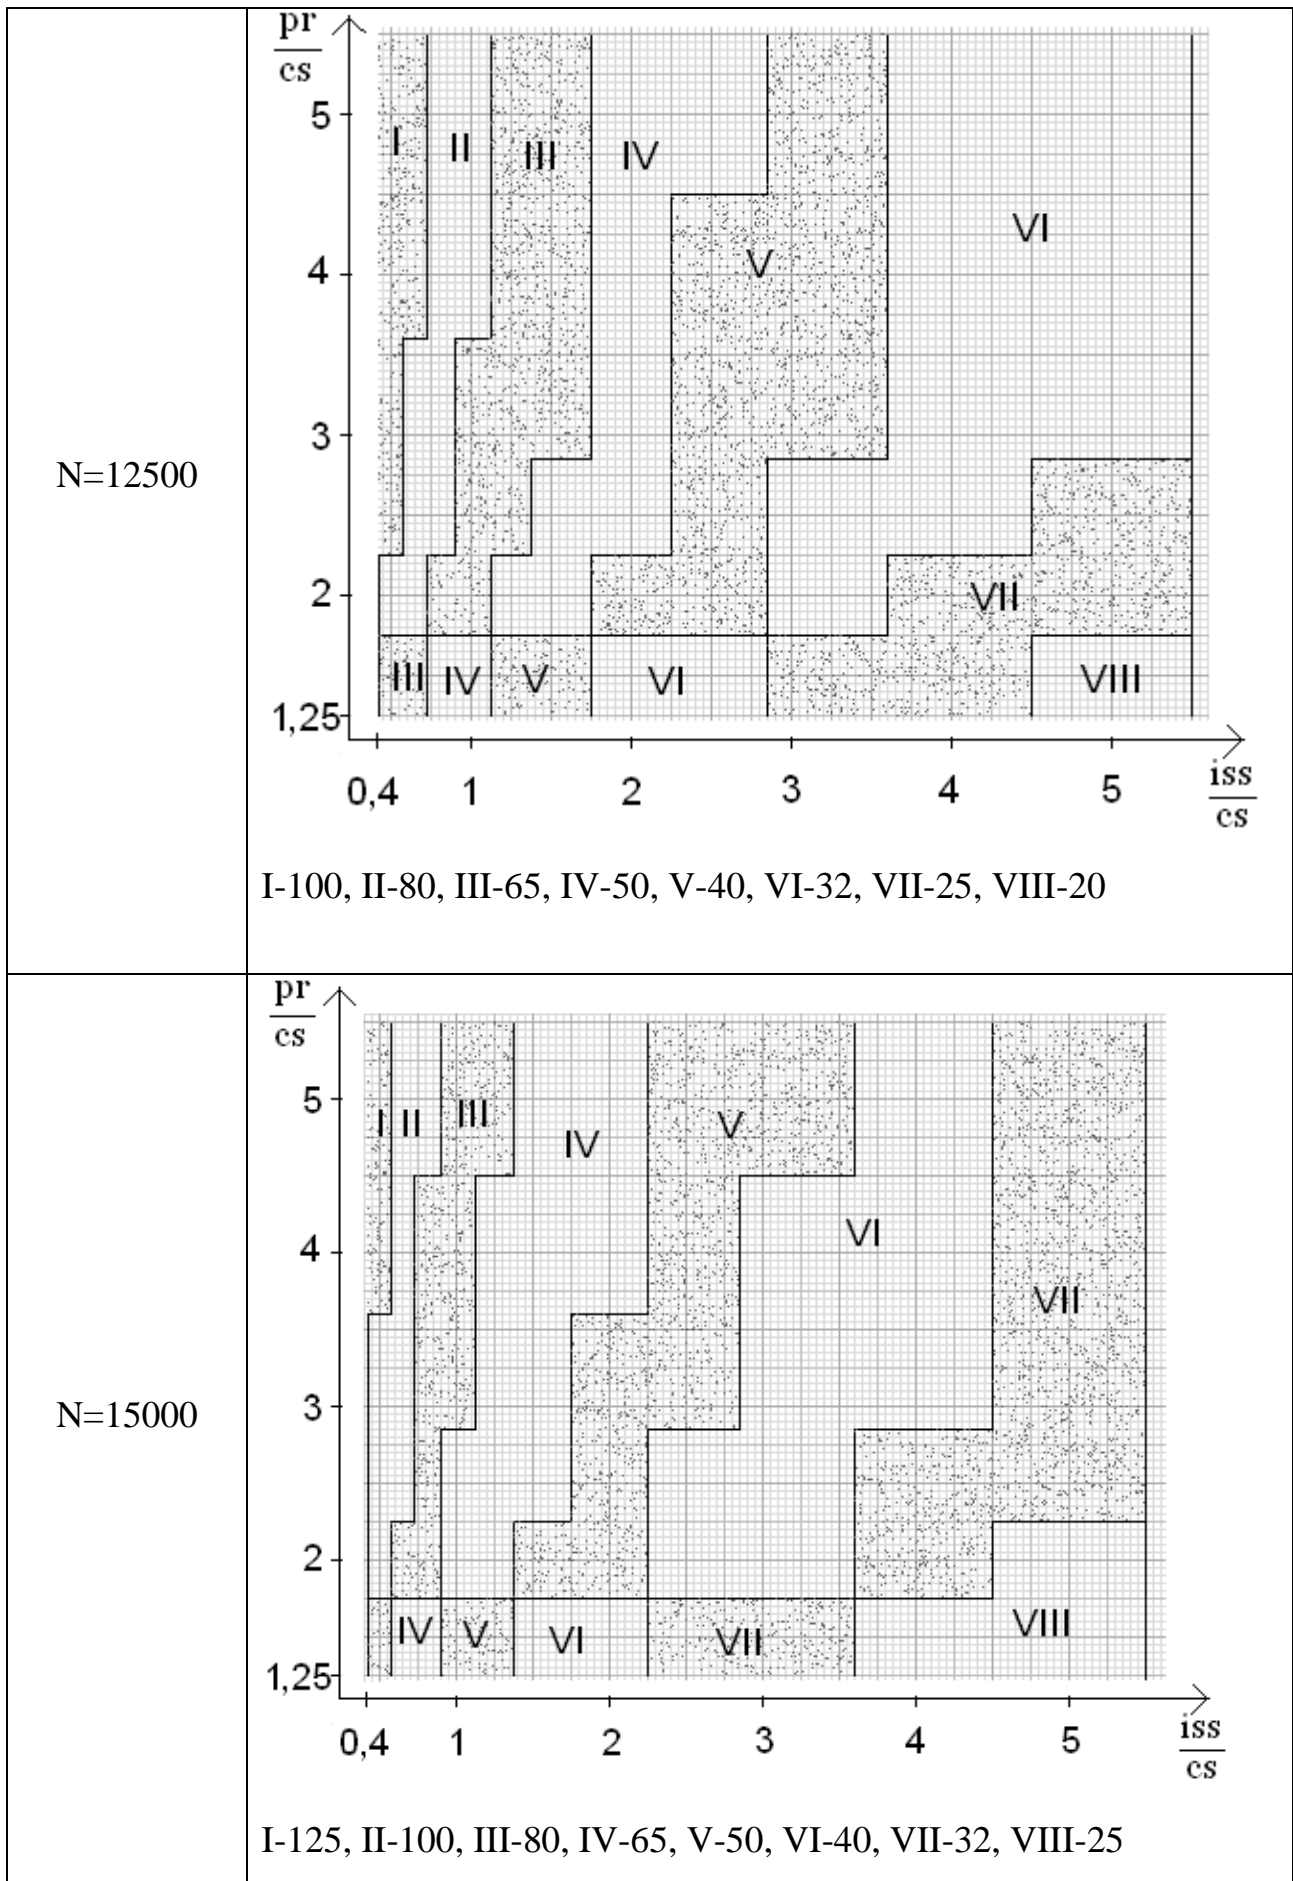 N=12500
pr
cs
5
4
3
2
1,25
I
II
III
IV
V
VI
VII
III
IV
V
VI
VIII
0,4
1
2
3
4
5
iss
cs
I-100, II-80, III-65, IV-50, V-40, VI-32, VII-25, VIII-20
N=15000
pr
cs
5
4
3
2
1,25
I
II
III
IV
V
VI
VII
IV
V
VI
VII
VIII
0,4
1
2
3
4
5
iss
cs
I-125, II-100, III-80, IV-65, V-50, VI-40, VII-32, VIII-25